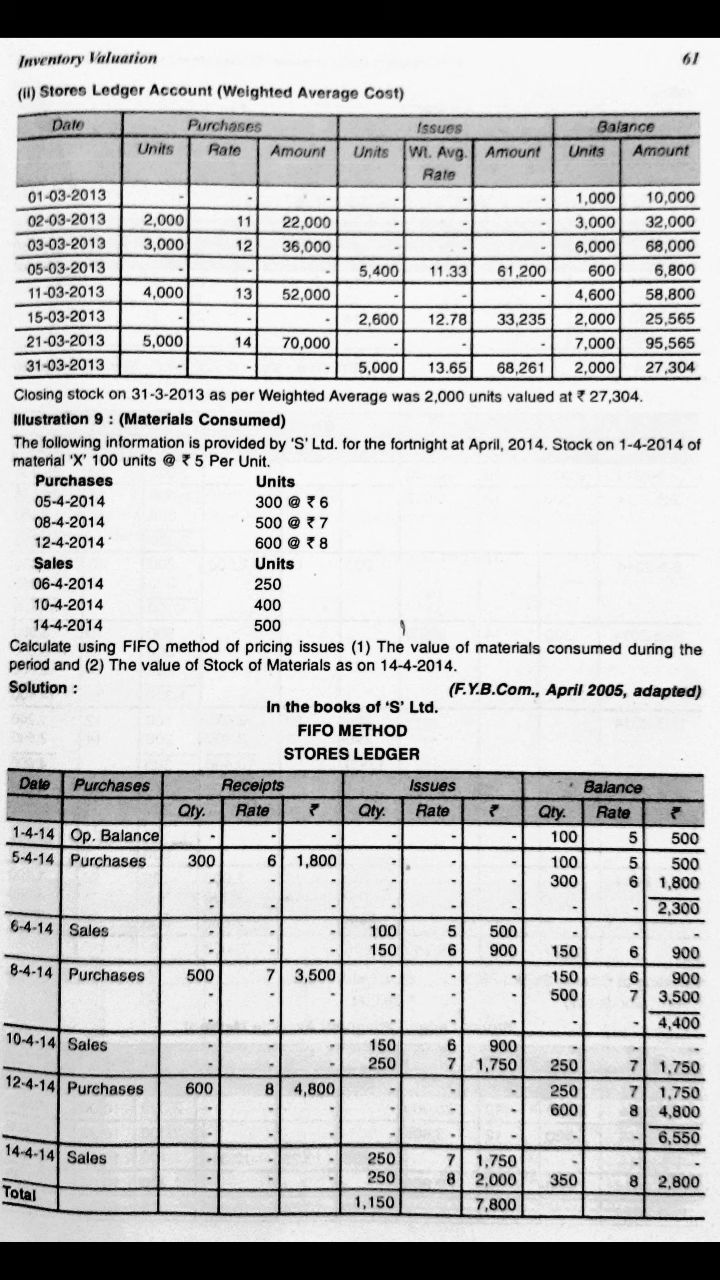 Inventory Valuation 61
(ii) Stores Ledger Account (Weighted Average Cost)
Date Purchases Issues Balance
Units Rate Amount Units Wt. Avg. Rate Amount Units Amount
01-03-2013 - - - - - - 1,000 10,000
02-03-2013 2,000 11 22,000 - - - 3,000 32,000
03-03-2013 3,000 12 36,000 - - - 6,000 68,000
05-03-2013 - - - 5,400 11.33 61,200 600 6,800
11-03-2013 4,000 13 52,000 - - - 4,600 58,800
15-03-2013 - - - 2,600 12.78 33,235 2,000 25,565
21-03-2013 5,000 14 70,000 - - - 7,000 95,565
31-03-2013 - - - 5,000 13.65 68,261 2,000 27,304
Closing stock on 31-3-2013 as per Weighted Average was 2,000 units valued at ₹ 27,304.
Illustration 9 : (Materials Consumed)
The following information is provided by 'S' Ltd. for the fortnight at April, 2014. Stock on 1-4-2014 of
material 'X' 100 units @ ₹ 5 Per Unit.
Purchases Units
05-4-2014 300 @ ₹ 6
08-4-2014 500 @ ₹ 7
12-4-2014 600 @ ₹ 8
Sales Units
06-4-2014 250
10-4-2014 400
14-4-2014 500
Calculate using FIFO method of pricing issues (1) The value of materials consumed during the
period and (2) The value of Stock of Materials as on 14-4-2014.
Solution : (F.Y.B.Com., April 2005, adapted)
In the books of 'S' Ltd.
FIFO METHOD
STORES LEDGER
Date Purchases Receipts Issues Balance
Qty. Rate ₹ Qty. Rate ₹ Qty. Rate ₹
1-4-14 Op. Balance - - - - - - 100 5 500
5-4-14 Purchases 300 6 1,800 - - - 100 5 500
- - - - - - 300 6 1,800
- - - - - - - - 2,300
6-4-14 Sales - - - 100 5 500 - - -
- - - 150 6 900 150 6 900
8-4-14 Purchases 500 7 3,500 - - - 150 6 900
- - - - - - 500 7 3,500
- - - - - - - - 4,400
10-4-14 Sales - - - 150 6 900 - - -
- - - 250 7 1,750 250 7 1,750
12-4-14 Purchases 600 8 4,800 - - - 250 7 1,750
- - - - - - 600 8 4,800
- - - - - - - - 6,550
14-4-14 Sales - - - 250 7 1,750 - - -
- - - 250 8 2,000 350 8 2,800
Total 1,150 7,800